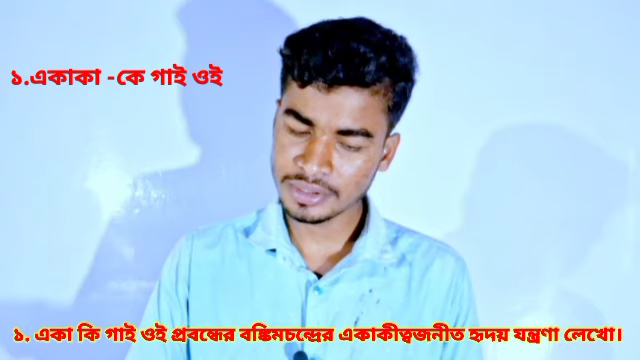 ১.একাকা -কে গাই ওই
১. একা কি গাই ওই প্রবন্ধের বঙ্কিমচন্দ্রের একাকীত্বজনীত হৃদয় যন্ত্রণা লেখো।